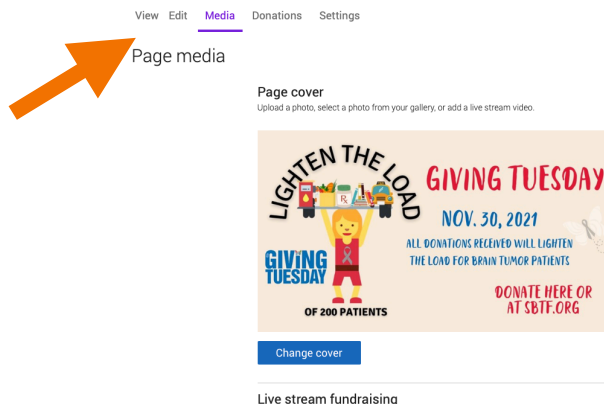 View Edit Media Donations Settings
Page media
Page cover
Upload a photo, select a photo from your gallery, or add a live stream video.
LIGHTEN THE LOAD
Rx
GIVING TUESDAY
OF 200 PATIENTS
GIVING TUESDAY
NOV. 30, 2021
ALL DONATIONS RECEIVED WILL LIGHTEN
THE LOAD FOR BRAIN TUMOR PATIENTS
DONATE HERE OR
AT SBTF.ORG
Change cover
Live stream fundraising